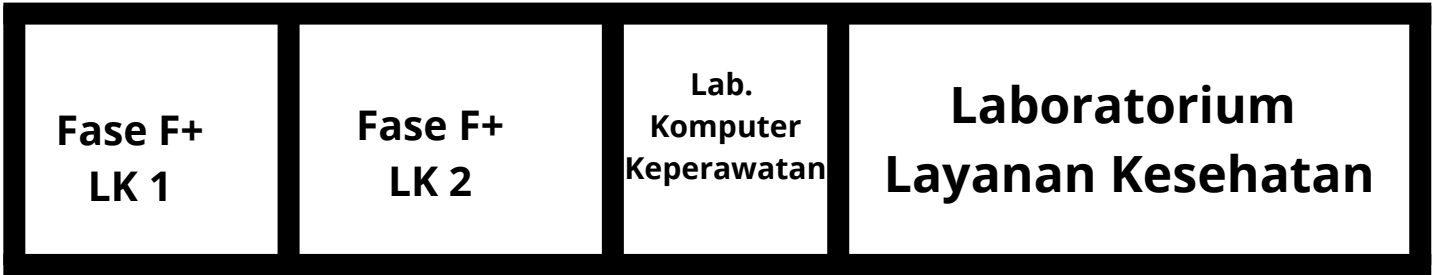 Fase F+
LK 1
Fase F+
LK 2
Lab.
Komputer
Keperawatan
Laboratorium
Layanan Kesehatan